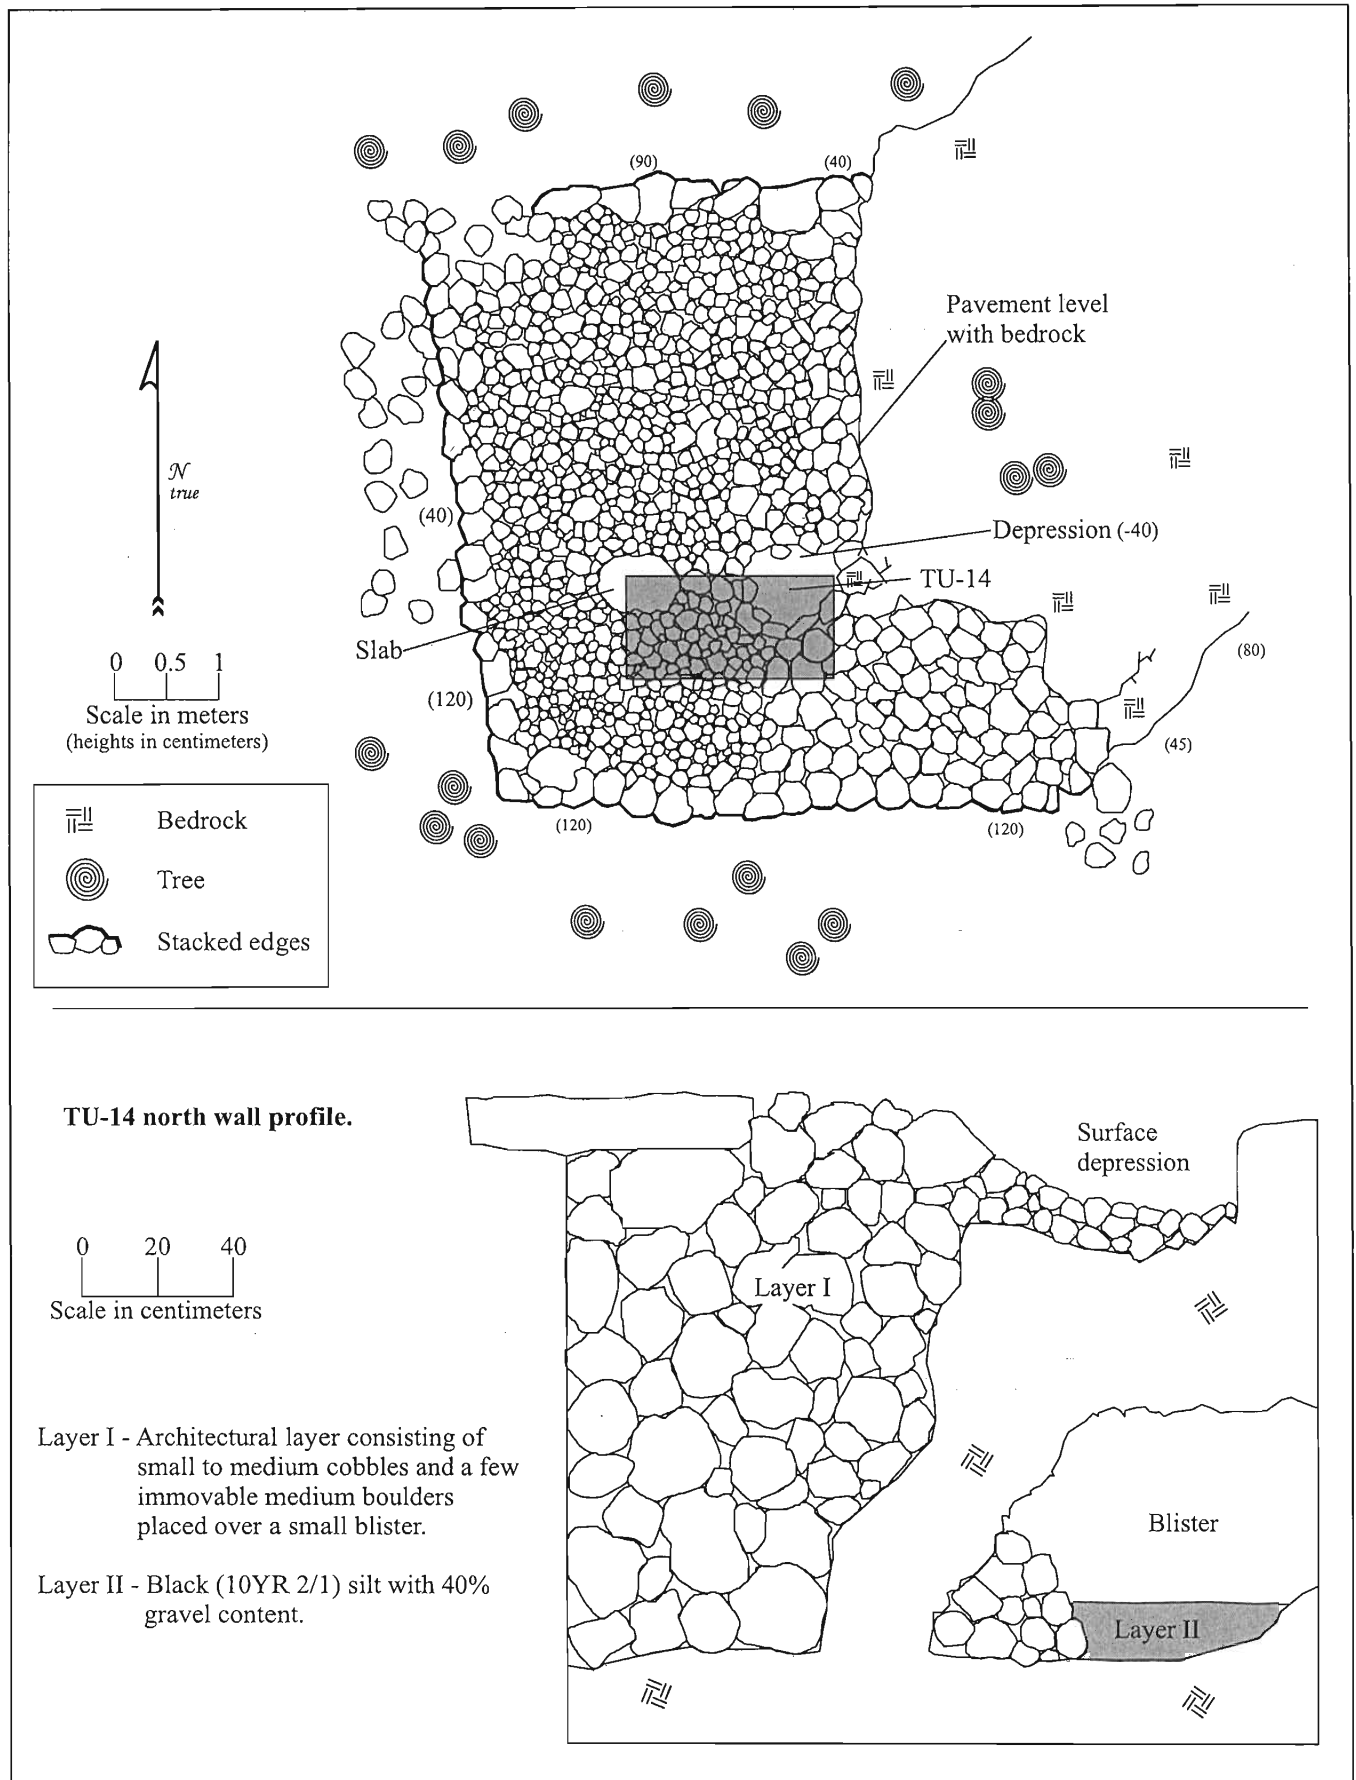 (90)
(40)
Pavement level
with bedrock
N
true
(40)
Depression (-40)
TU-14
Slab
0 0.5 1
Scale in meters
(heights in centimeters)
(80)
(120)
(45)
(120)
(120)
Bedrock
Tree
Stacked edges
TU-14 north wall profile.
Surface
depression
0 20 40
Scale in centimeters
Layer I
Layer I - Architectural layer consisting of
small to medium cobbles and a few
immovable medium boulders
placed over a small blister.
Blister
Layer II - Black (10YR 2/1) silt with 40%
gravel content.
Layer II